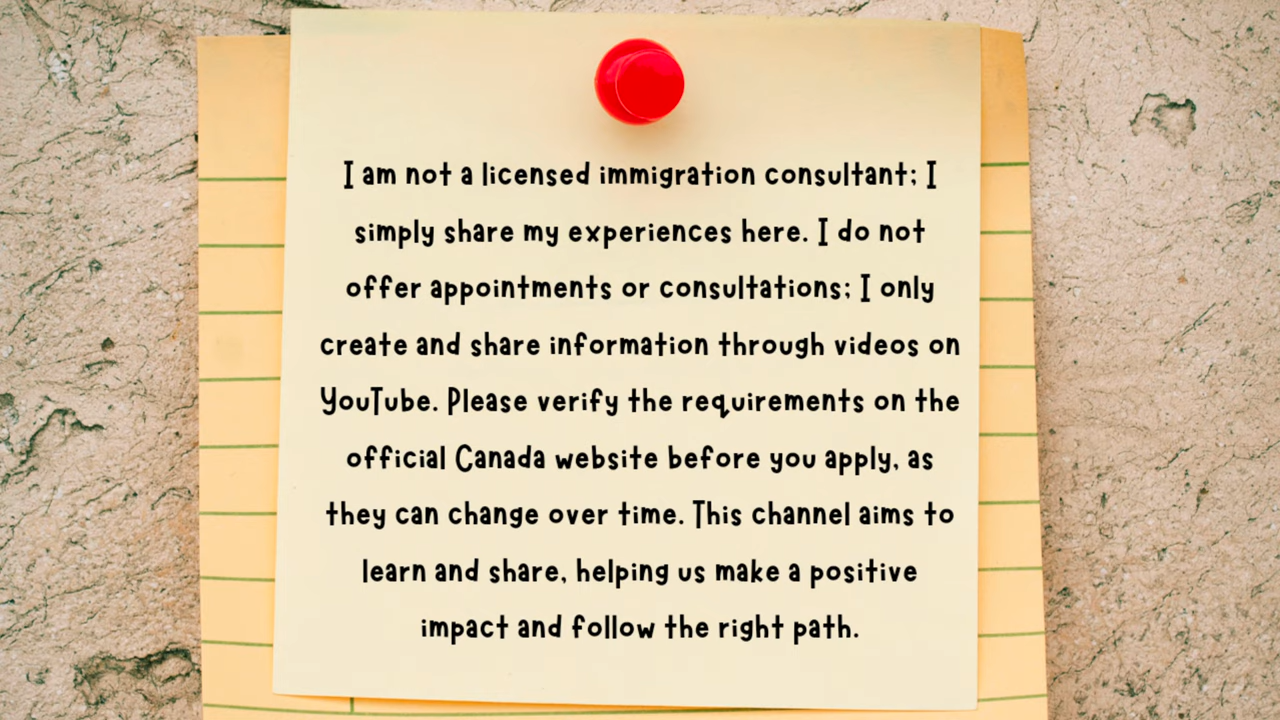 I am not a licensed immigration consultant; I
simply share my experiences here. I do not
offer appointments or consultations; I only
create and share information through videos on
YouTube. Please verify the requirements on the
official Canada website before you apply, as
they can change over time. This channel aims to
learn and share, helping us make a positive
impact and follow the right path.